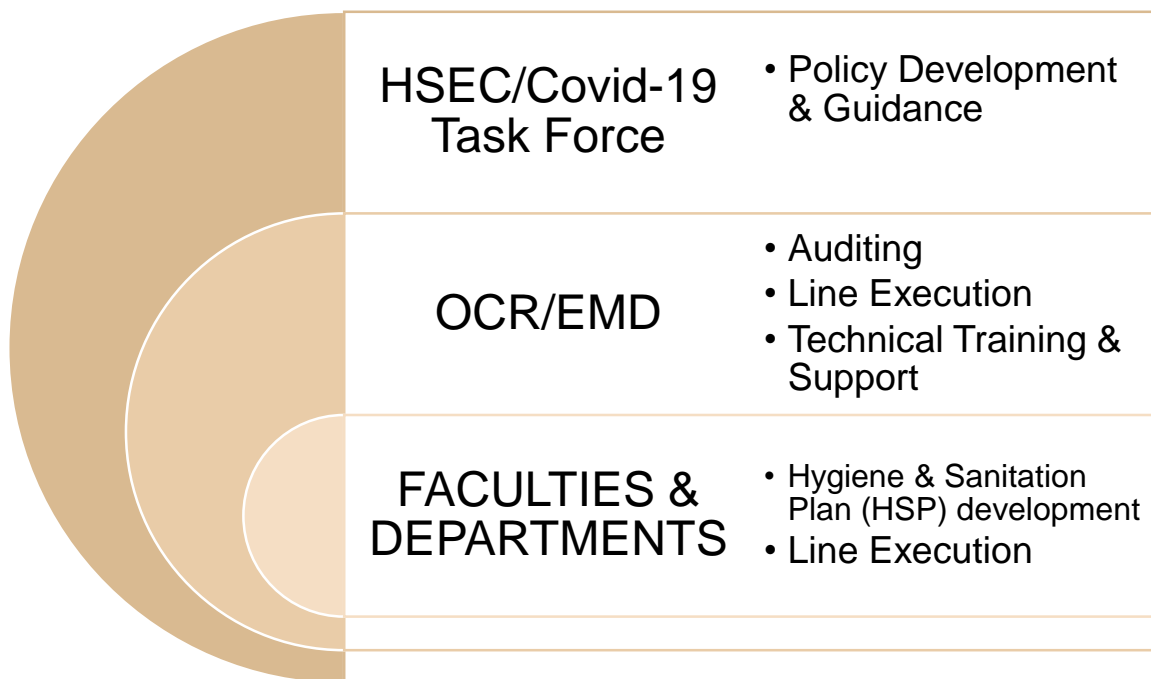 HSEC/Covid-19
Task Force
• Policy Development
& Guidance
OCR/EMD
• Auditing
• Line Execution
• Technical Training &
Support
FACULTIES &
DEPARTMENTS
• Hygiene & Sanitation
Plan (HSP) development
• Line Execution